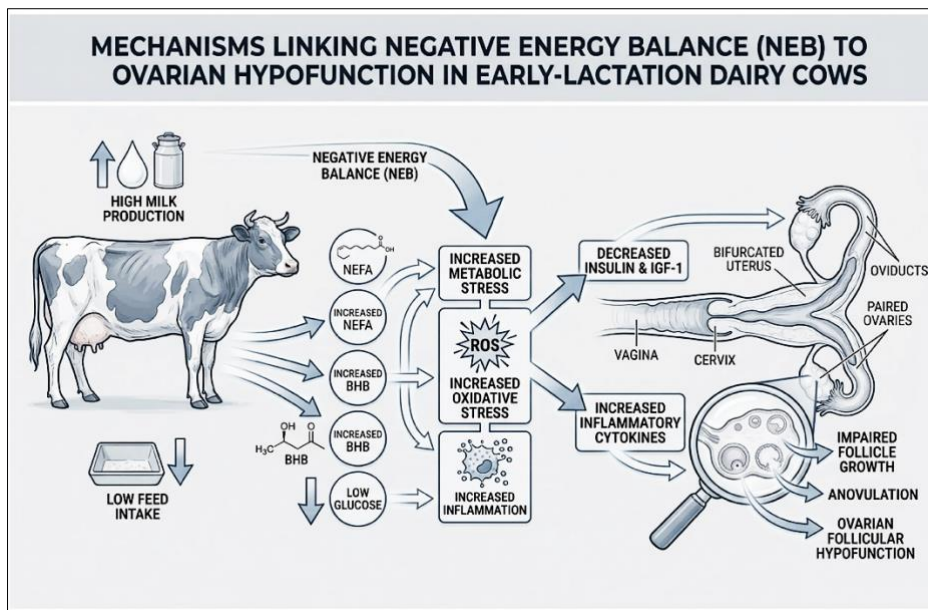 MECHANISMS LINKING NEGATIVE ENERGY BALANCE (NEB) TO
OVARIAN HYPOFUNCTION IN EARLY-LACTATION DAIRY COWS
HIGH MILK
PRODUCTION
NEGATIVE ENERGY
BALANCE (NEB)
OH
NEFA
INCREASED
NEFA
INCREASED
BHB
OH
O
H₃C
BHB
INCREASED
BHB
LOW
GLUCOSE
LOW FEED
INTAKE
INCREASED
METABOLIC
STRESS
ROS
INCREASED
OXIDATIVE
STRESS
INCREASED
INFLAMMATION
DECREASED
INSULIN & IGF-1
INCREASED
INFLAMMATORY
CYTOKINES
BIFURCATED
UTERUS
OVIDUCTS
PAIRED
OVARIES
VAGINA
CERVIX
IMPAIRED
FOLLICLE
GROWTH
ANOVULATION
OVARIAN
FOLLICULAR
HYPOFUNCTION